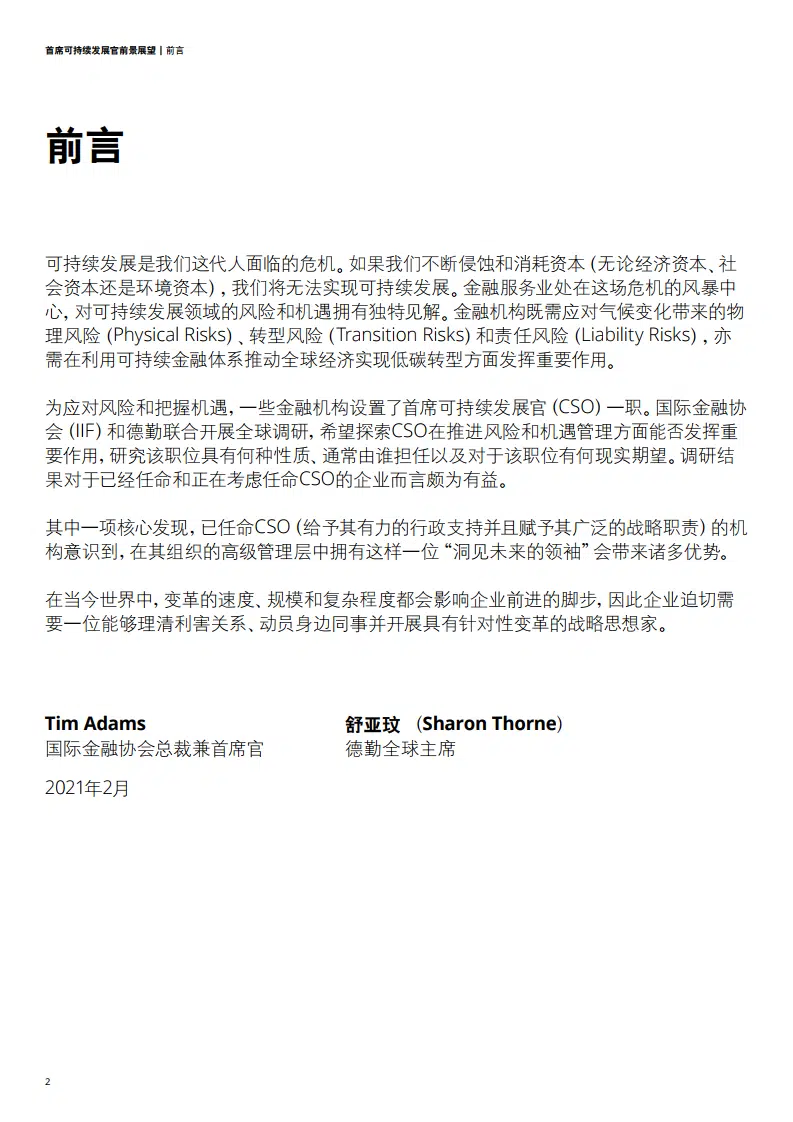 首席可持续发展官前景展望 | 前言
前言
可持续发展是我们这代人面临的危机。如果我们不断侵蚀和消耗资本 (无论经济资本、社
会资本还是环境资本) , 我们将无法实现可持续发展。金融服务业处在这场危机的风暴中
心, 对可持续发展领域的风险和机遇拥有独特见解。金融机构既需应对气候变化带来的物
理风险 (Physical Risks) 、转型风险 (Transition Risks) 和责任风险 (Liability Risks) , 亦
需在利用可持续金融体系推动全球经济实现低碳转型方面发挥重要作用。
为应对风险和把握机遇, 一些金融机构设置了首席可持续发展官 (CSO) 一职。国际金融协
会 (IIF) 和德勤联合开展全球调研, 希望探索CSO在推进风险和机遇管理方面能否发挥重
要作用, 研究该职位具有何种性质、通常由谁担任以及对于该职位有何现实期望。调研结
果对于已经任命和正在考虑任命CSO的企业而言颇为有益。
其中一项核心发现, 已任命CSO (给予其有力的行政支持并且赋予其广泛的战略职责) 的机
构意识到, 在其组织的高级管理层中拥有这样一位 “洞见未来的领袖” 会带来诸多优势。
在当今世界中, 变革的速度、规模和复杂程度都会影响企业前进的脚步, 因此企业迫切需
要一位能够理清利害关系、动员身边同事并开展具有针对性变革的战略思想家。
Tim Adams
国际金融协会总裁兼首席官
舒亚玟 (Sharon Thorne)
德勤全球主席
2021年2月
2